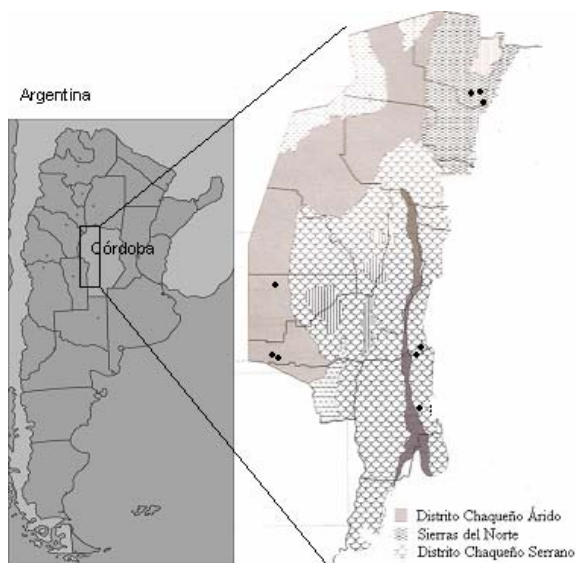 Argentina
Córdoba
Distrito Chaqueño Árido
Sierras del Norte
Distrito Chaqueño Serrano